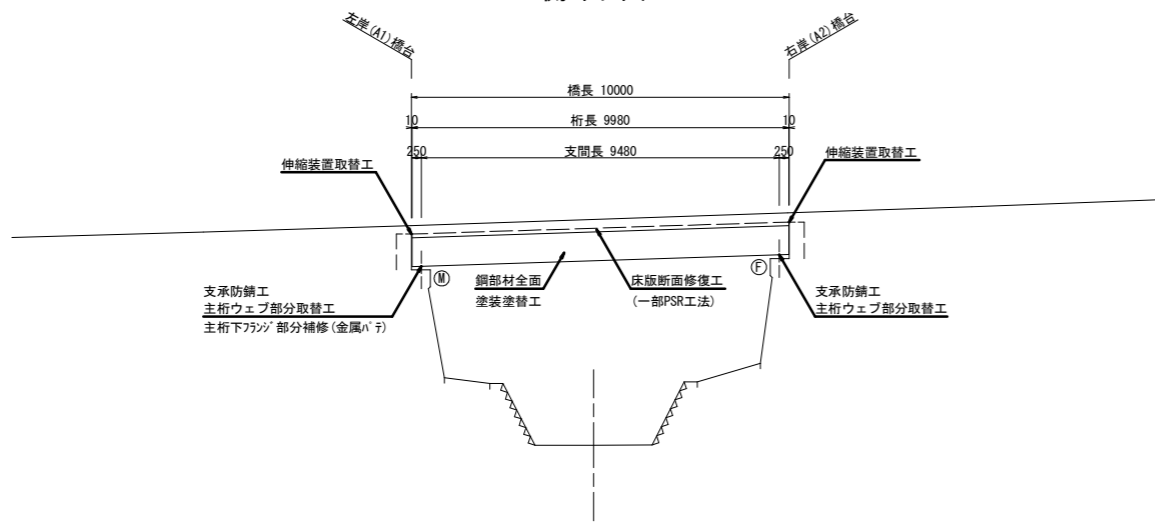 左岸(A1)橋台
右岸(A2)橋台
橋長 10000
10
桁長 9980
10
250
支間長 9480
250
伸縮装置取替工
伸縮装置取替工
M
F
支承防錆工
主桁ウェブ部分取替工
主桁下フランジ部分補修(金属パテ)
鋼部材全面
塗装塗替工
床版断面修復工
(一部PSR工法)
支承防錆工
主桁ウェブ部分取替工